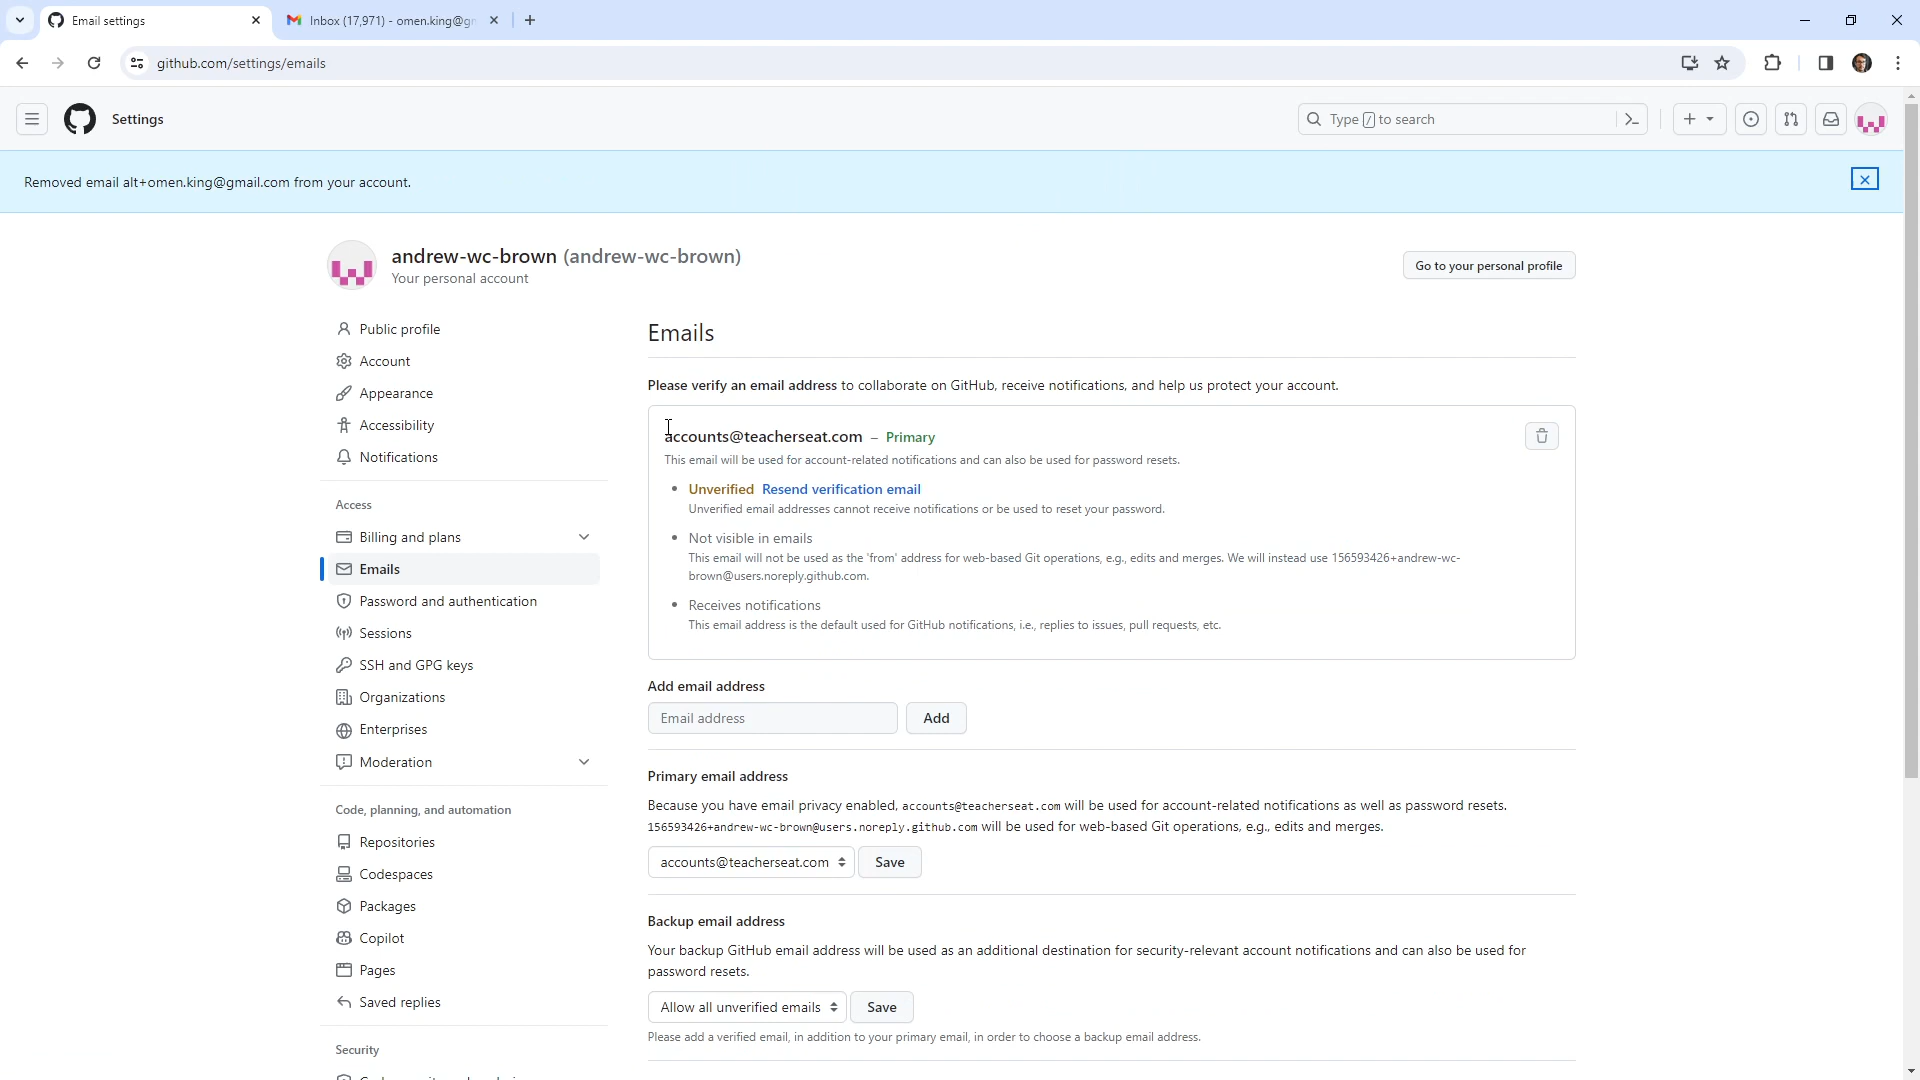 Email settings
Inbox (17,971) - omen.king@g
github.com/settings/emails
Settings
Type / to search
Removed email alt+omen.king@gmail.com from your account.
andrew-wc-brown (andrew-wc-brown)
Your personal account
Go to your personal profile
Public profile
Account
Appearance
Accessibility
Notifications
Access
Billing and plans
Emails
Password and authentication
Sessions
SSH and GPG keys
Organizations
Enterprises
Moderation
Code, planning, and automation
Repositories
Codespaces
Packages
Copilot
Pages
Saved replies
Security
Emails
Please verify an email address to collaborate on GitHub, receive notifications, and help us protect your account.
accounts@teacherseat.com – Primary
This email will be used for account-related notifications and can also be used for password resets.
Unverified Resend verification email
Unverified email addresses cannot receive notifications or be used to reset your password.
Not visible in emails
This email will not be used as the 'from' address for web-based Git operations, e.g., edits and merges. We will instead use 156593426+andrew-wc-
brown@users.noreply.github.com.
Receives notifications
This email address is the default used for GitHub notifications, i.e., replies to issues, pull requests, etc.
Add email address
Email address
Add
Primary email address
Because you have email privacy enabled, accounts@teacherseat.com will be used for account-related notifications as well as password resets.
156593426+andrew-wc-brown@users.noreply.github.com will be used for web-based Git operations, e.g., edits and merges.
accounts@teacherseat.com
Save
Backup email address
Your backup GitHub email address will be used as an additional destination for security-relevant account notifications and can also be used for
password resets.
Allow all unverified emails
Save
Please add a verified email, in addition to your primary email, in order to choose a backup email address.